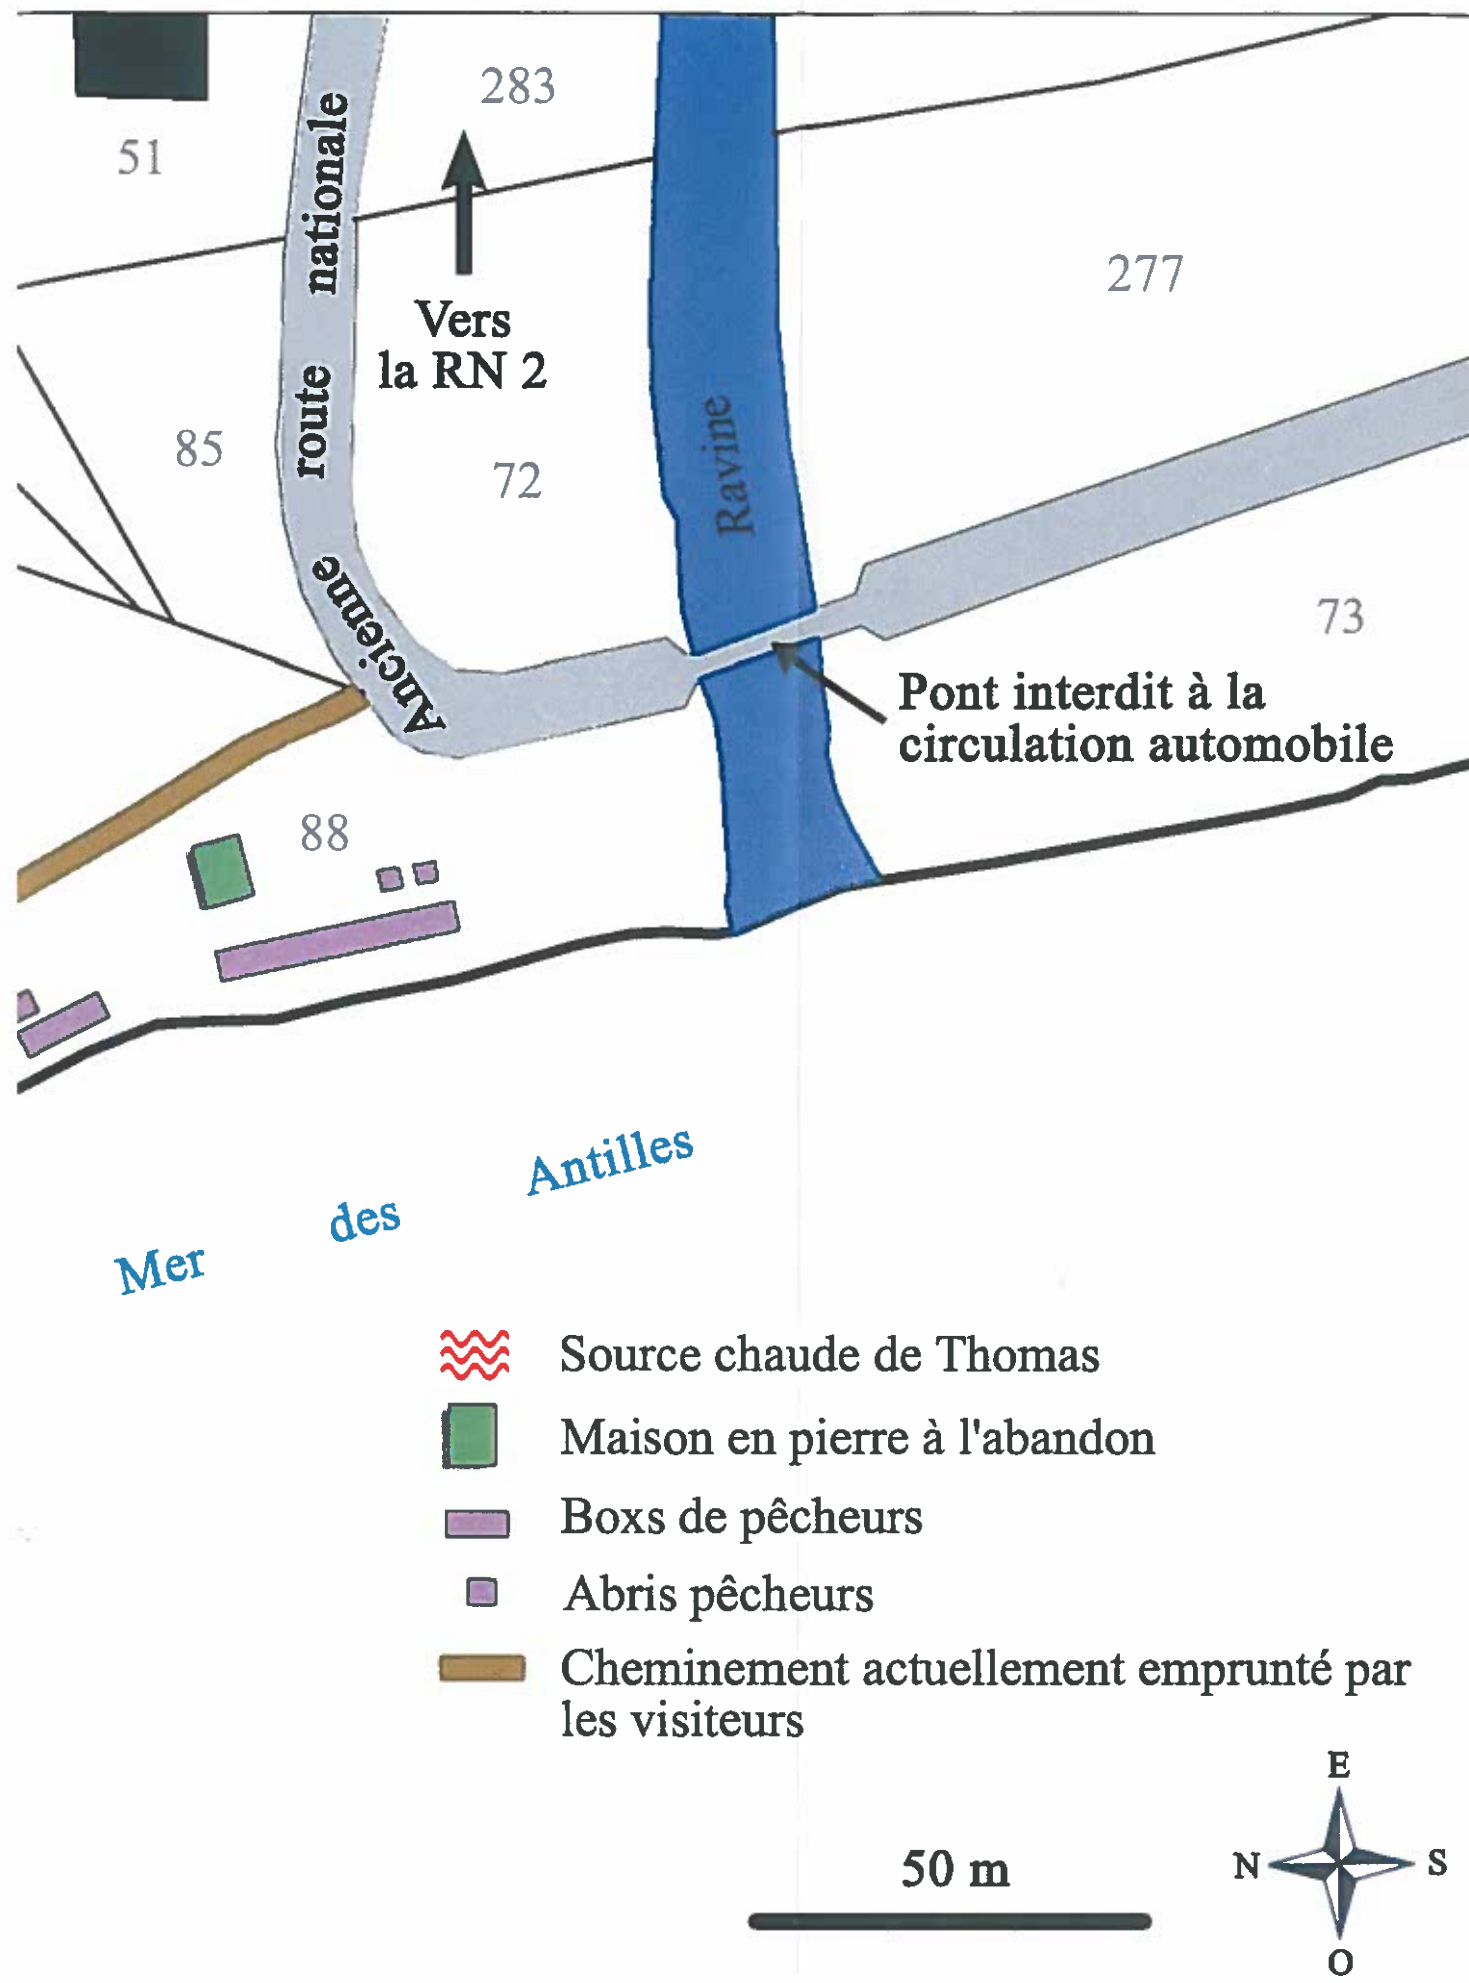 283
51
Ancienne route nationale
277
Vers
la RN 2
85
72
Ravine
73
Pont interdit à la
circulation automobile
88
Mer des Antilles
Source chaude de Thomas
Maison en pierre à l'abandon
Boxs de pêcheurs
Abris pêcheurs
Cheminement actuellement emprunté par
les visiteurs
E
50 m
N
S
O